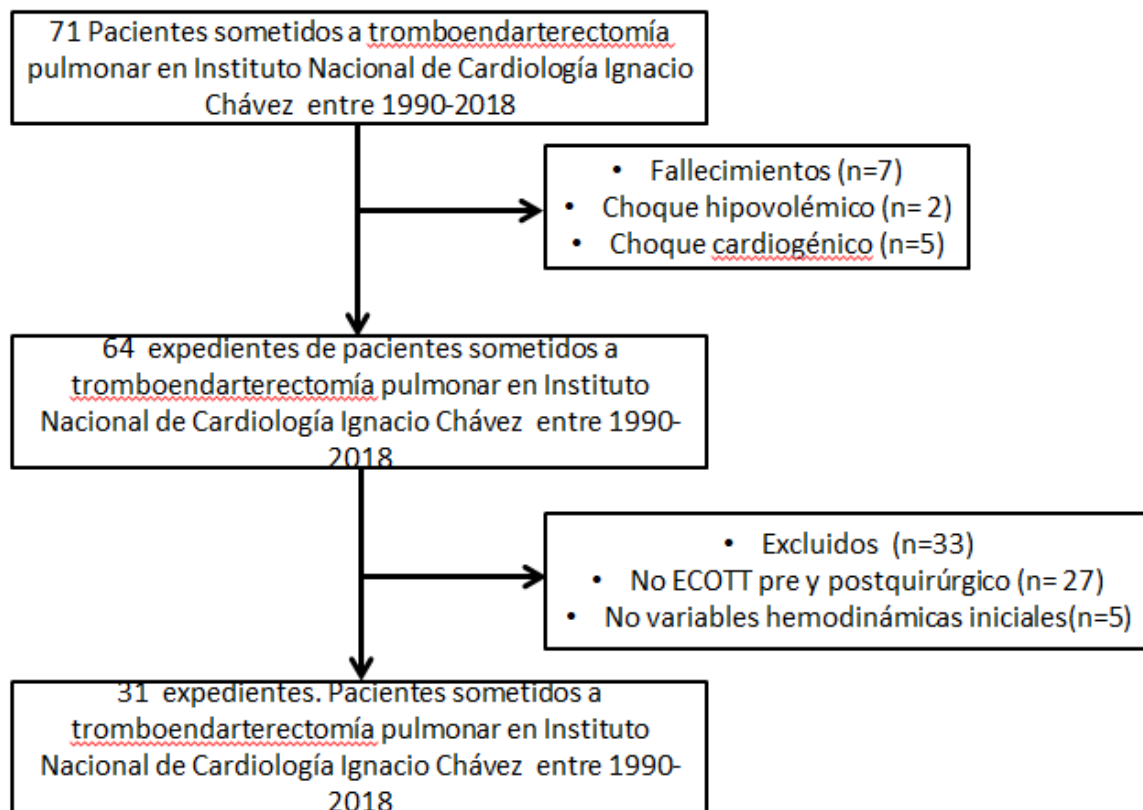 71 Pacientes sometidos a tromboendarterectomía
pulmonar en Instituto Nacional de Cardiología Ignacio
Chávez entre 1990-2018
• Fallecimientos (n=7)
• Choque hipovolémico (n= 2)
• Choque cardiogénico (n=5)
64 expedientes de pacientes sometidos a
tromboendarterectomía pulmonar en Instituto
Nacional de Cardiología Ignacio Chávez entre 1990-
2018
• Excluidos (n=33)
• No ECOTT pre y postquirúrgico (n= 27)
• No variables hemodinámicas iniciales(n=5)
31 expedientes. Pacientes sometidos a
tromboendarterectomía pulmonar en Instituto
Nacional de Cardiología Ignacio Chávez entre 1990-
2018